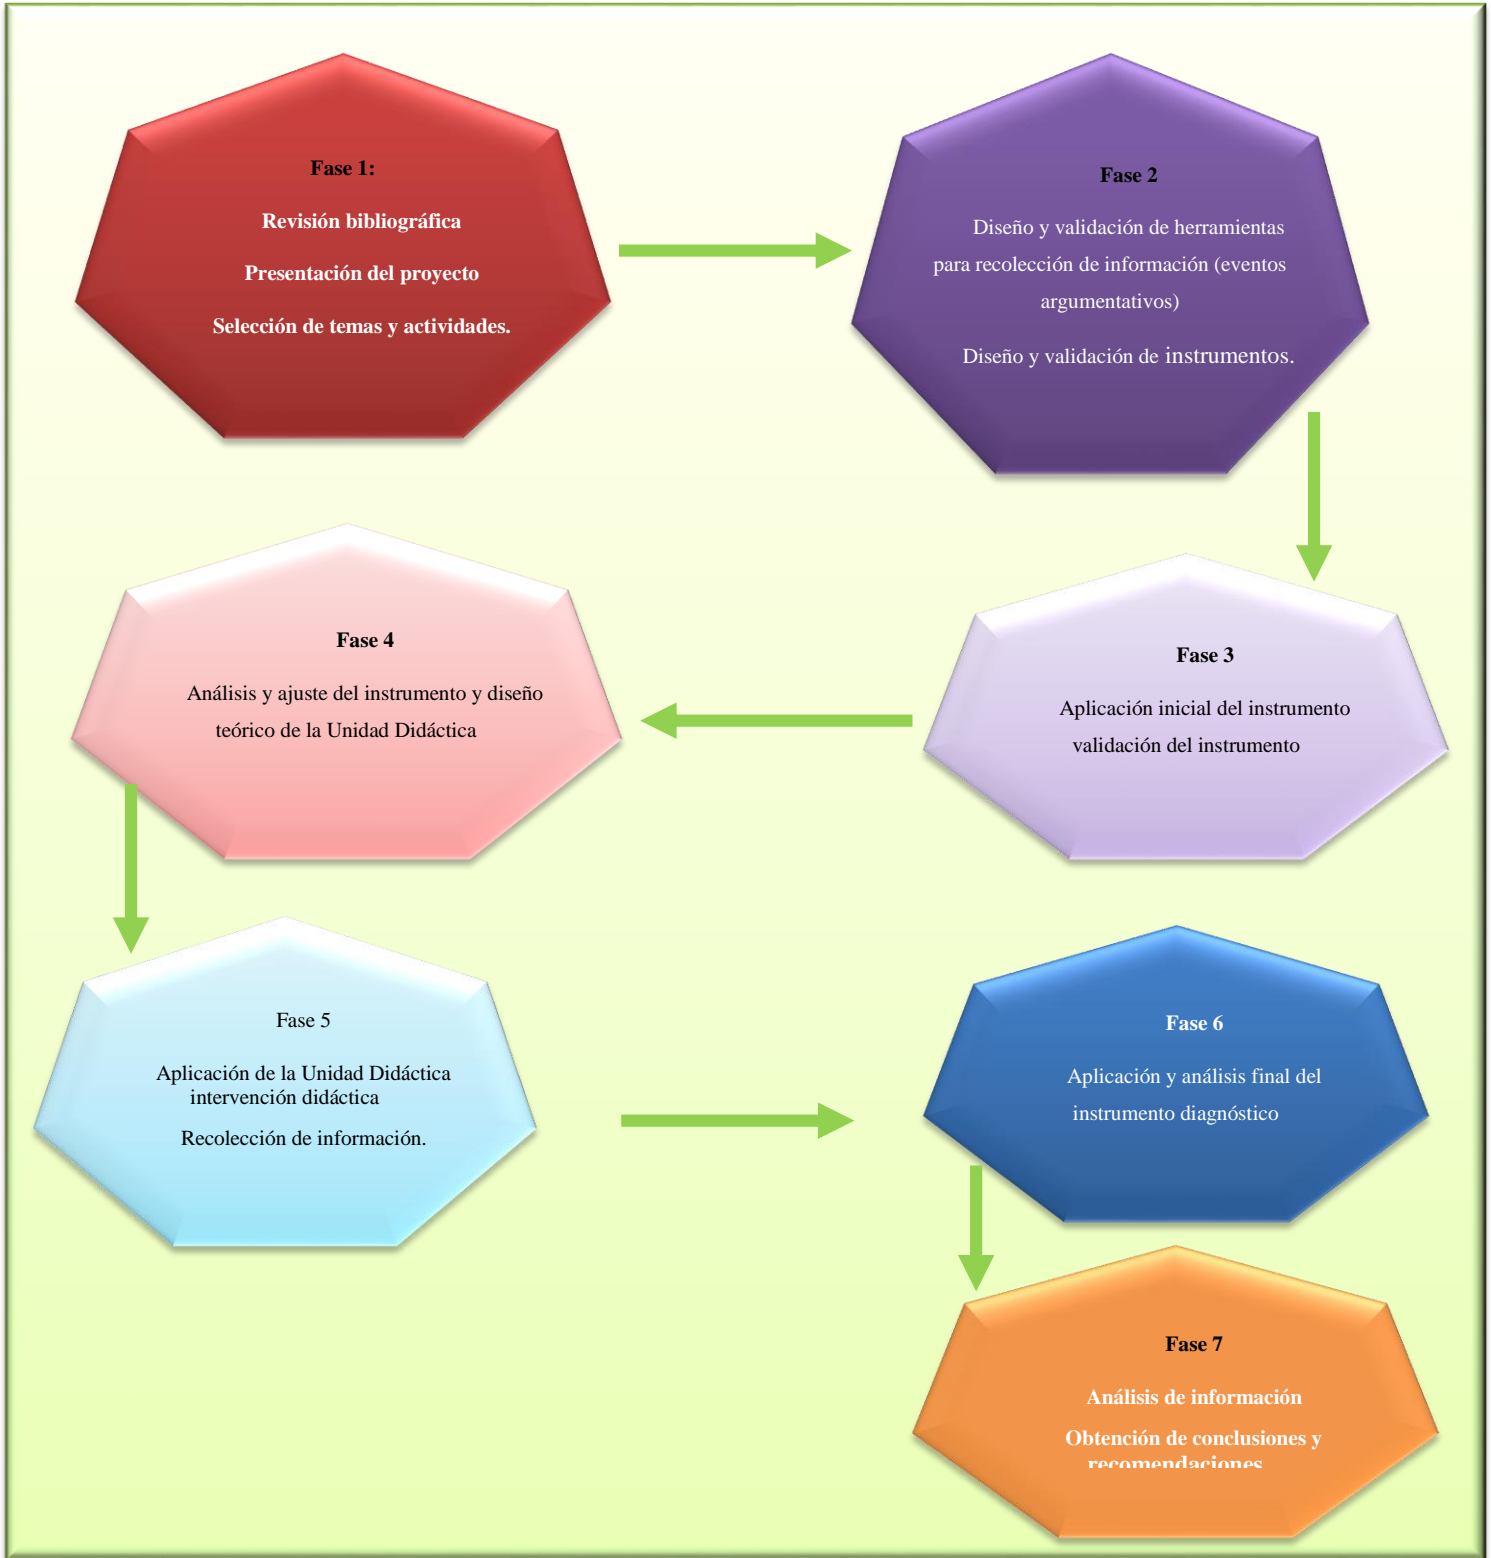 Fase 1:
Revisión bibliográfica
Presentación del proyecto
Selección de temas y actividades.
Fase 2
Diseño y validación de herramientas
para recolección de información (eventos
argumentativos)
Diseño y validación de instrumentos.
Fase 3
Aplicación inicial del instrumento
validación del instrumento
Fase 4
Análisis y ajuste del instrumento y diseño
teórico de la Unidad Didáctica
Fase 5
Aplicación de la Unidad Didáctica
intervención didáctica
Recolección de información.
Fase 6
Aplicación y análisis final del
instrumento diagnóstico
Fase 7
Análisis de información
Obtención de conclusiones y
recomendaciones